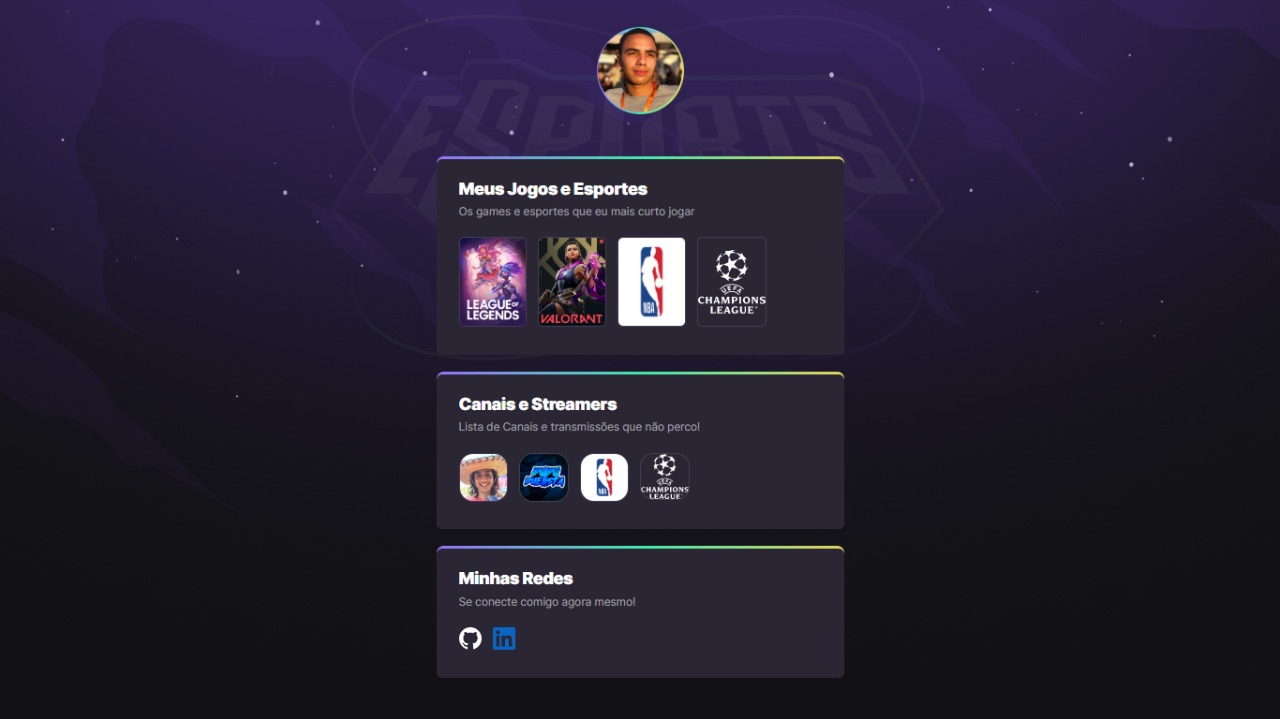 ESPORTS
Meus Jogos e Esportes
Os games e esportes que eu mais curto jogar
LEAGUE OF
LEGENDS
VALORANT
NBA
UEFA
CHAMPIONS
LEAGUE
Canais e Streamers
Lista de Canais e transmissões que não perco!
NBA
UEFA
CHAMPIONS
LEAGUE
Minhas Redes
Se conecte comigo agora mesmo!
in